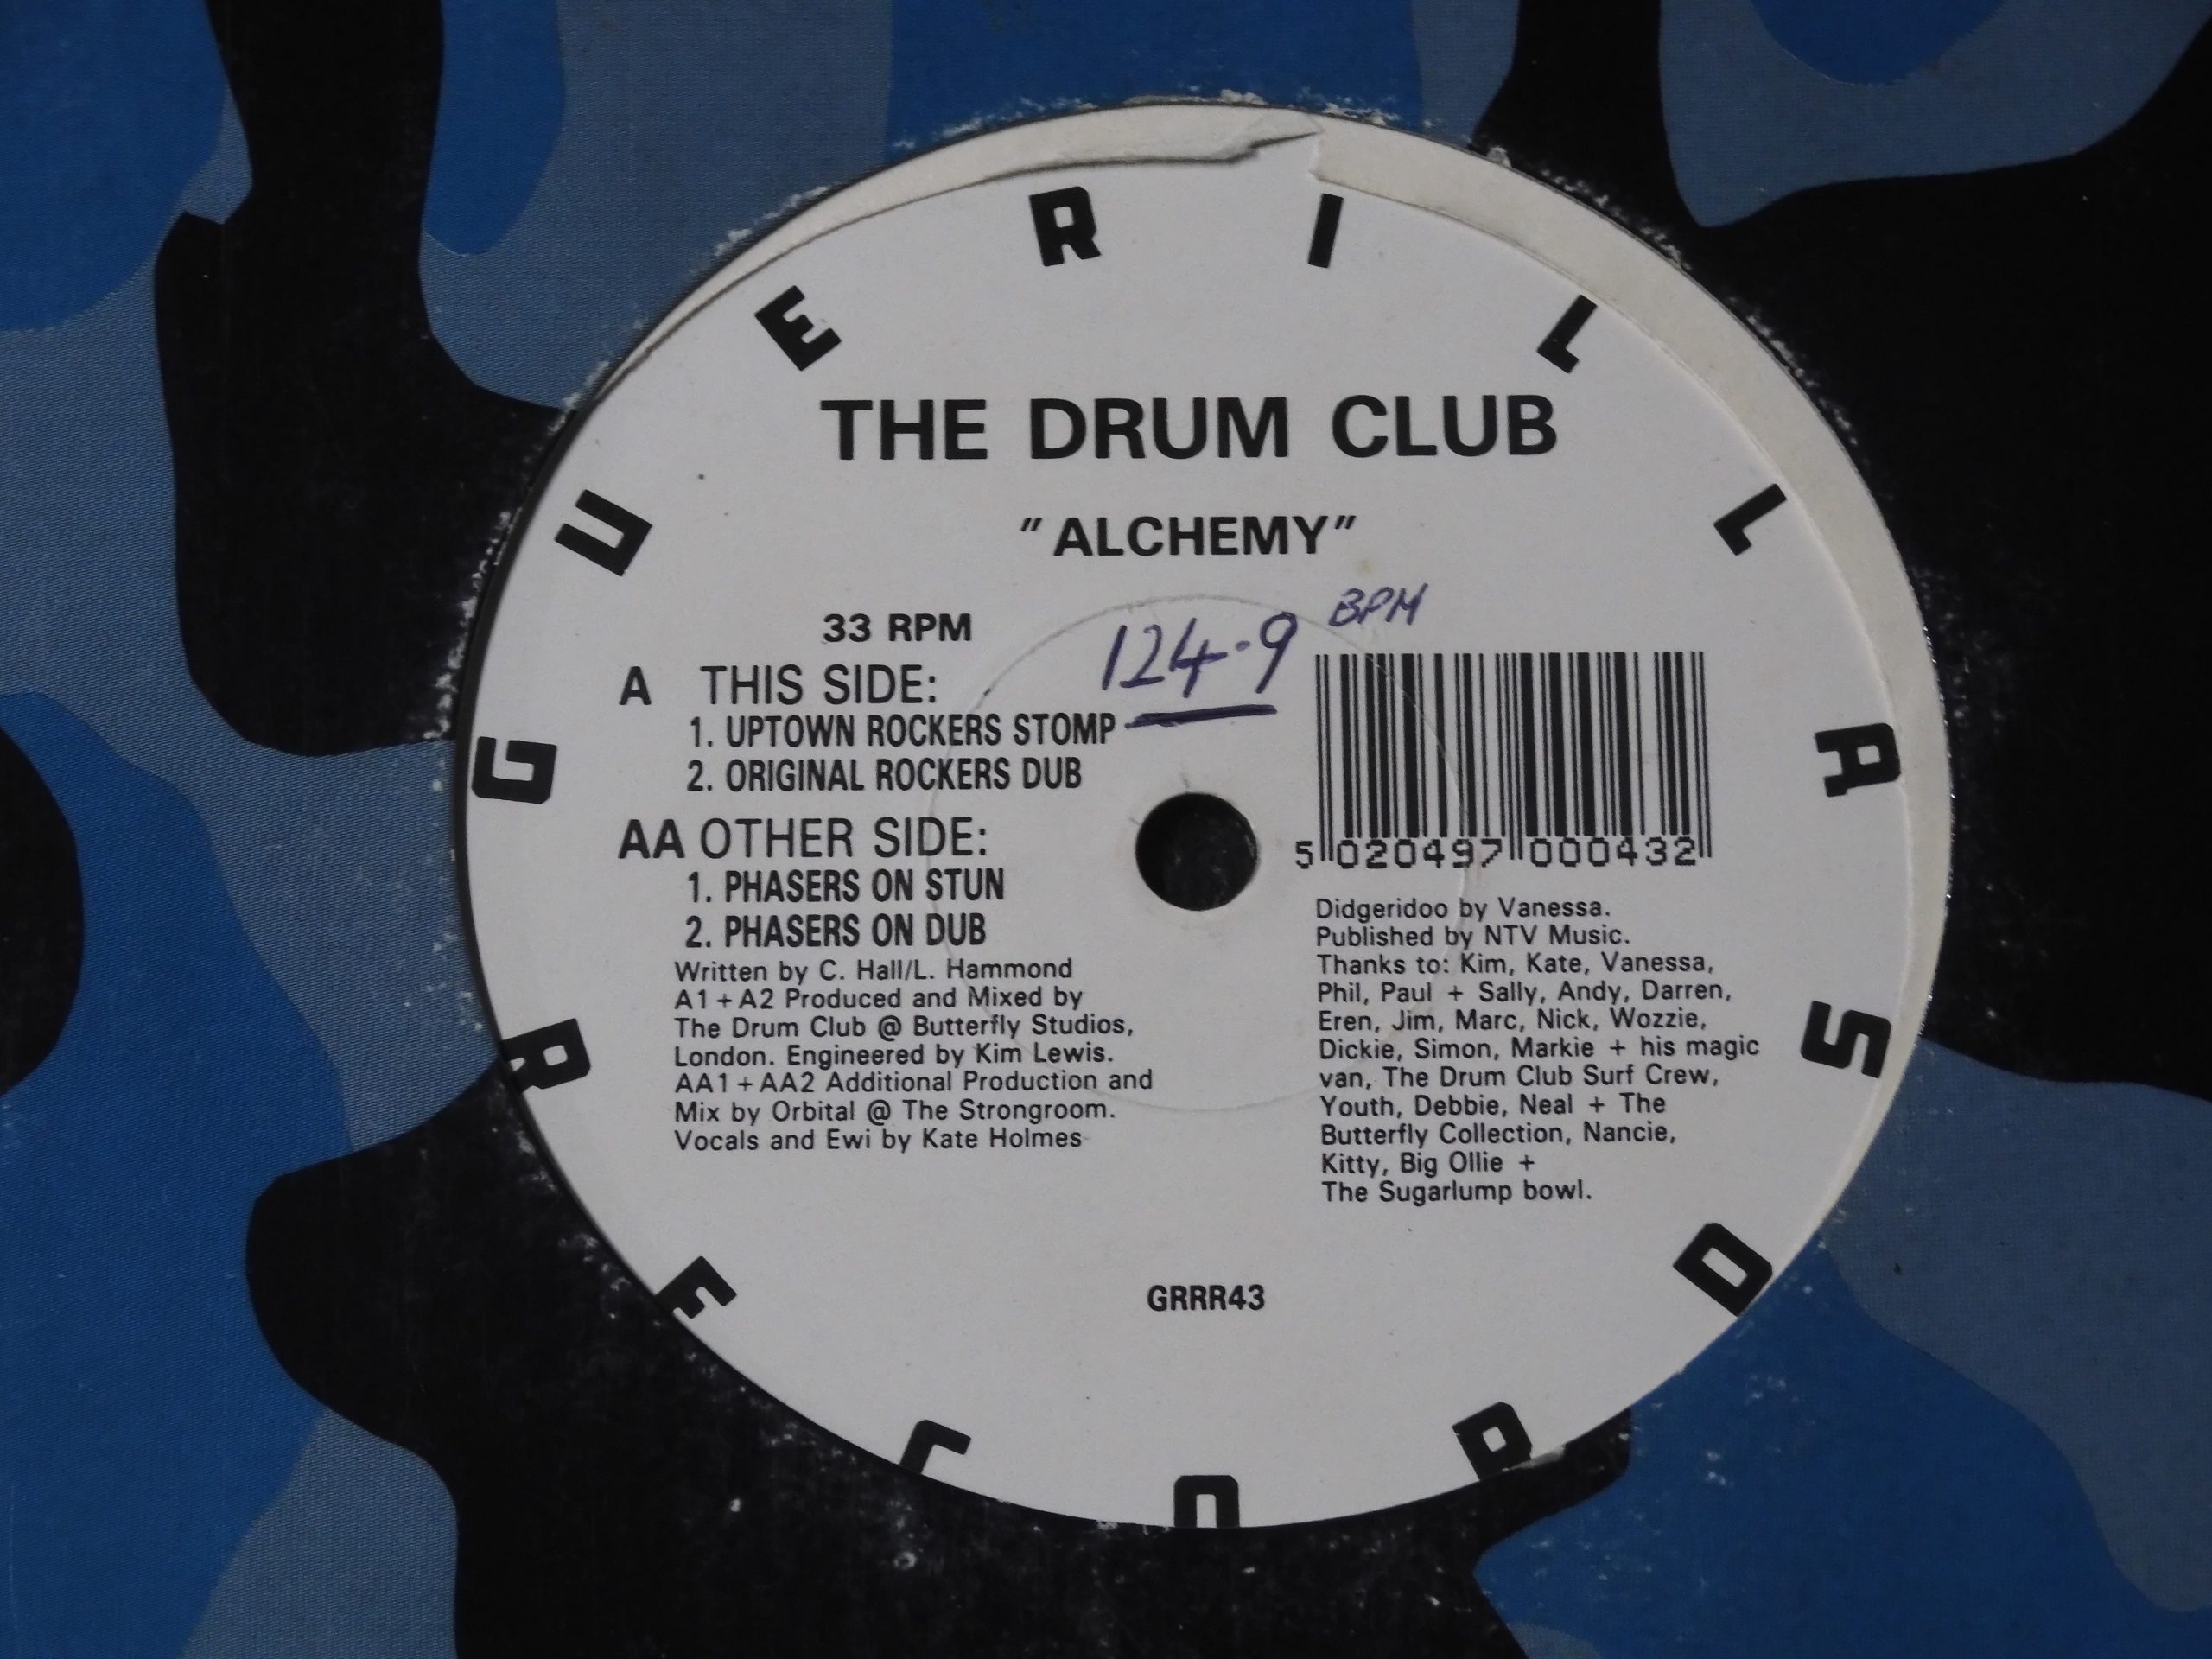 GUERILLA
THE DRUM CLUB
"ALCHEMY"
33 RPM
124.9 BPM
A THIS SIDE:
1. UPTOWN ROCKERS STOMP
2. ORIGINAL ROCKERS DUB
AA OTHER SIDE:
1. PHASERS ON STUN
2. PHASERS ON DUB
Written by C. Hall/L. Hammond
A1+A2 Produced and Mixed by
The Drum Club @ Butterfly Studios,
London. Engineered by Kim Lewis.
AA1+AA2 Additional Production and
Mix by Orbital @ The Strongroom.
Vocals and Ewi by Kate Holmes
5 020497 000432
Didgeridoo by Vanessa.
Published by NTV Music.
Thanks to: Kim, Kate, Vanessa,
Phil, Paul + Sally, Andy, Darren,
Eren, Jim, Marc, Nick, Wozzie,
Dickie, Simon, Markie + his magic
van, The Drum Club Surf Crew,
Youth, Debbie, Neal + The
Butterfly Collection, Nancie,
Kitty, Big Ollie +
The Sugarlump bowl.
GRRR43
SOPULFR